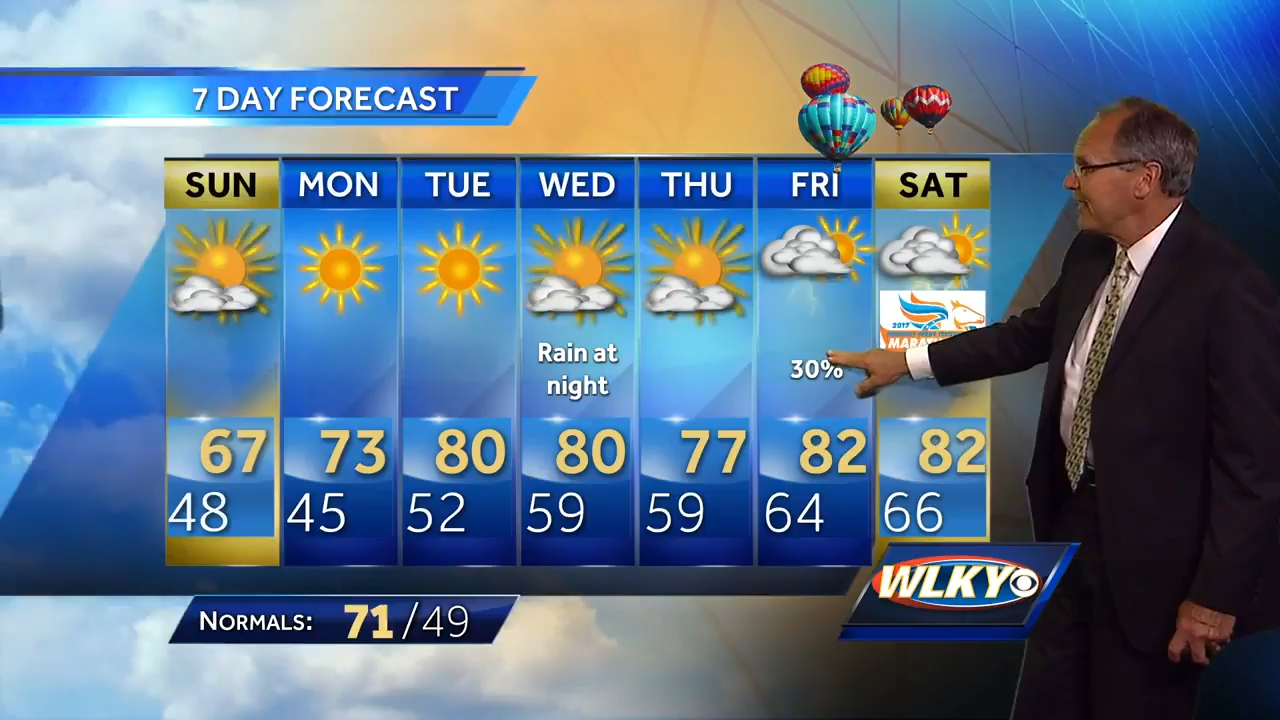 7 DAY FORECAST
SUN MON TUE WED THU FRI SAT
2017
Rain at
night
30%
67 73 80 80 77 82 82
48 45 52 59 59 64 66
WLKY
NORMALS: 71/49